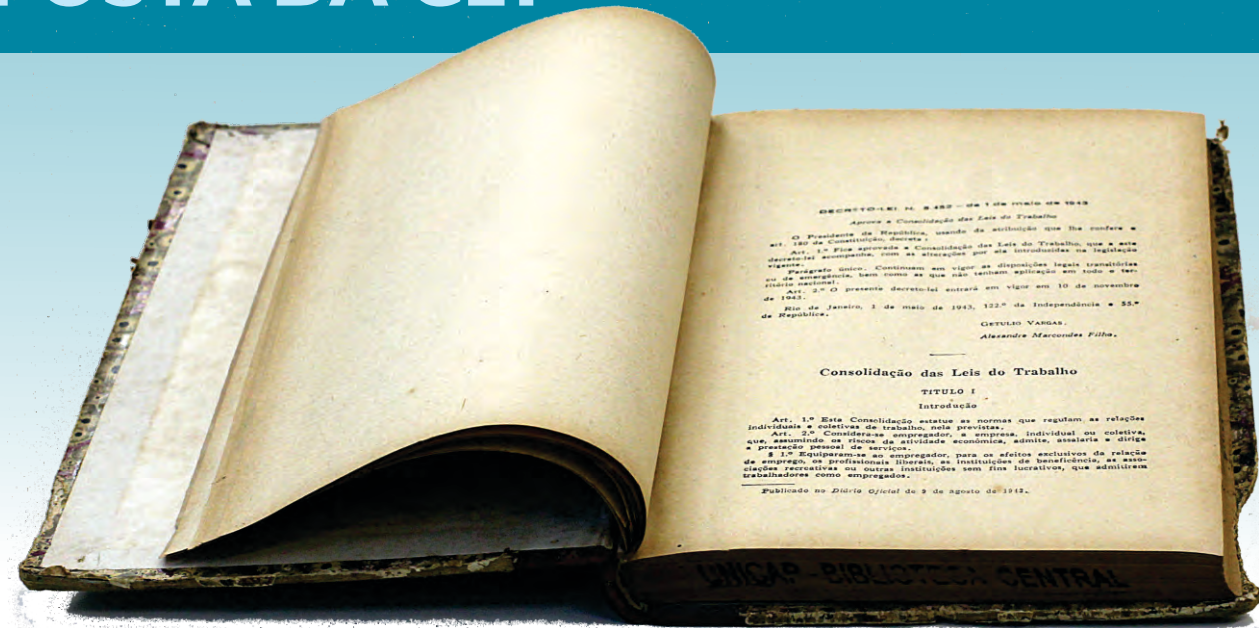 POSTA DA CLT
DECRETO-LEI N. 5.452 – de 1 de maio de 1943
Aprova a Consolidação das Leis do Trabalho
O Presidente da República, usando da atribuição que lhe confere o
art. 180 da Constituição, decreta:
Art. 1.º Fica aprovada a Consolidação das Leis do Trabalho, que a este
decreto-lei acompanha, com as alterações por ela introduzidas na legislação
vigente.
Parágrafo único. Continuam em vigor as disposições legais transitórias
ou de emergência, bem como as que não tenham aplicação em todo o ter-
ritório nacional.
Art. 2.º O presente decreto-lei entrará em vigor em 10 de novembro
de 1943.
Rio de Janeiro, 1 de maio de 1943, 122.º da Independência e 55.º
da República.
GETULIO VARGAS.
Alexandre Marcondes Filho.
Consolidação das Leis do Trabalho
TITULO I
Introdução
Art. 1.º Esta Consolidação estatue as normas que regulam as relações
individuais e coletivas de trabalho, nela previstas.
Art. 2.º Considera-se empregador, a empresa, individual ou coletiva,
que, assumindo os riscos da atividade econômica, admite, assalaria e dirige
a prestação pessoal de serviços.
§ 1.º Equiparam-se ao empregador, para os efeitos exclusivos da relação
de emprego, os profissionais liberais, as instituições de beneficência, as asso-
ciações recreativas ou outras instituições sem fins lucrativos, que admitirem
trabalhadores como empregados.
Publicado no Diário Oficial de 9 de agosto de 1943.
UNICAP - BIBLIOTECA CENTRAL